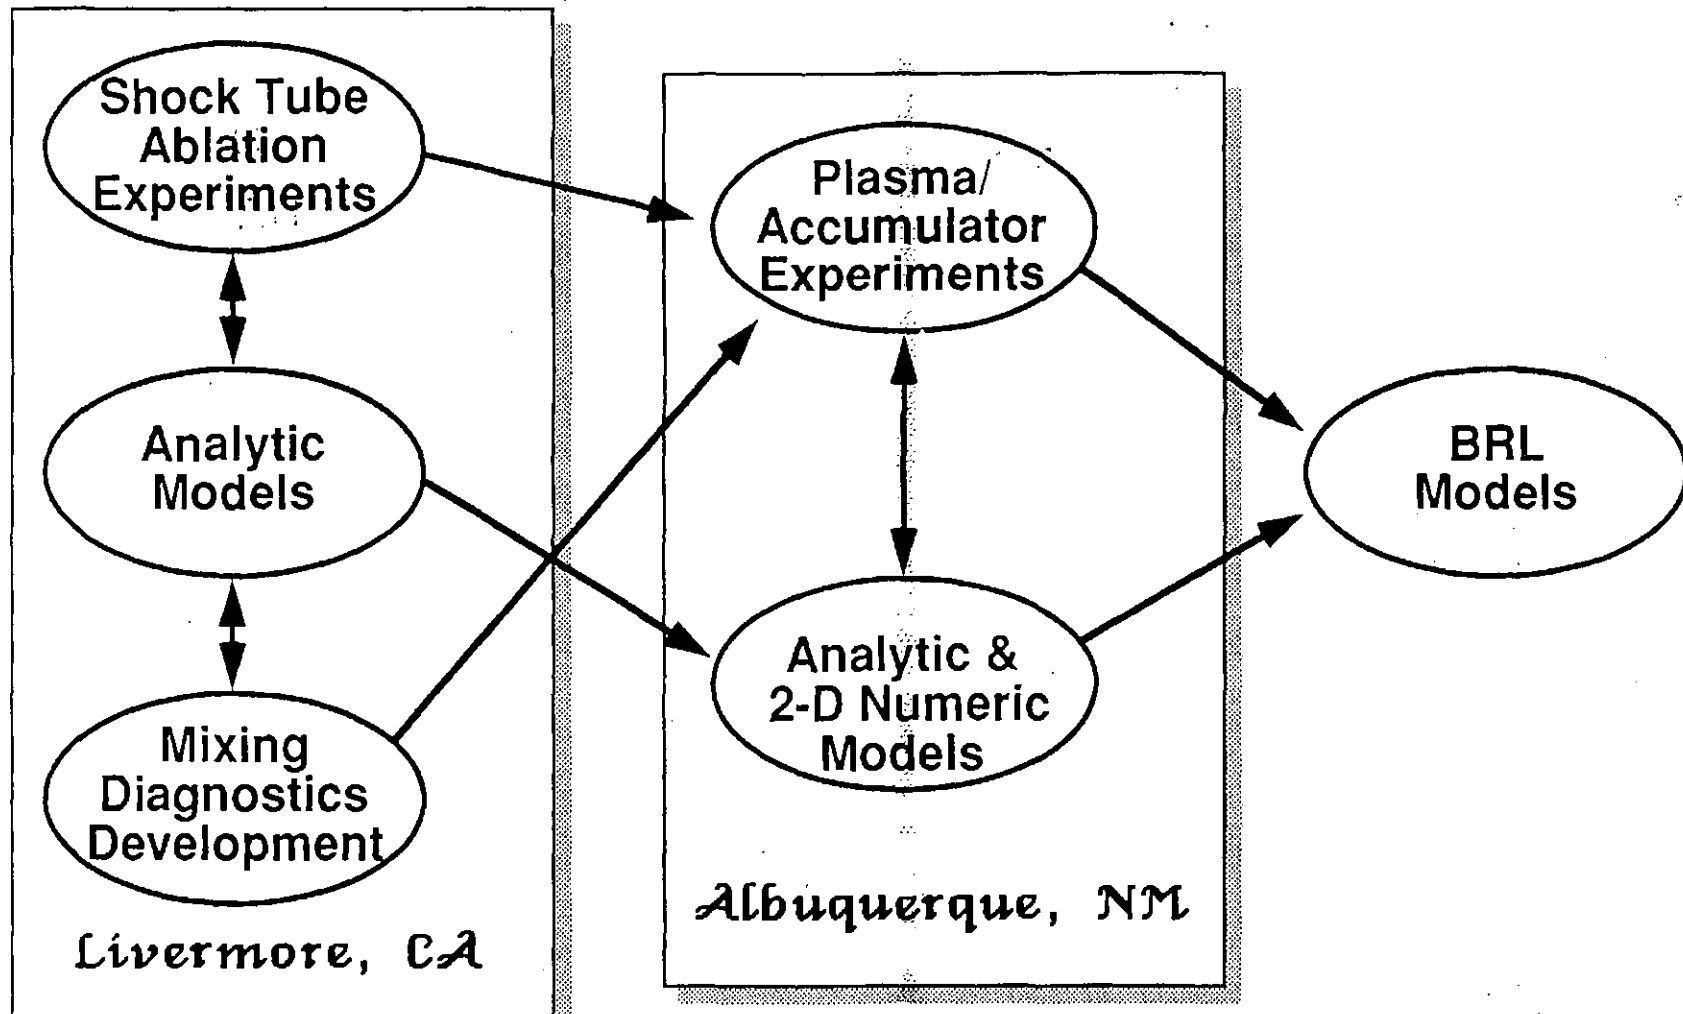 Shock Tube
Ablation
Experiments
Analytic
Models
Mixing
Diagnostics
Development
Livermore, CA
Plasma/
Accumulator
Experiments
Analytic &
2-D Numeric
Models
Albuquerque, NM
BRL
Models